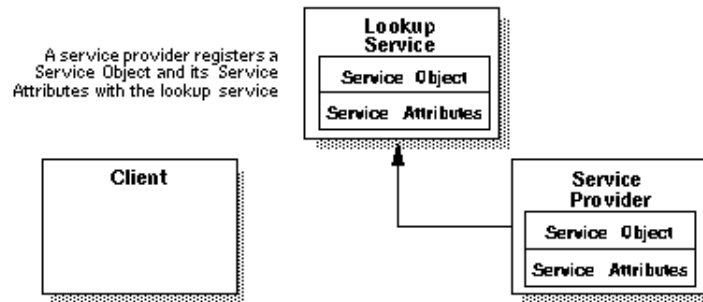 Lookup
Service
A service provider registers a
Service Object and its Service
Attributes with the lookup service
Service Object
Service Attributes
Client
Service
Provider
Service Object
Service Attributes